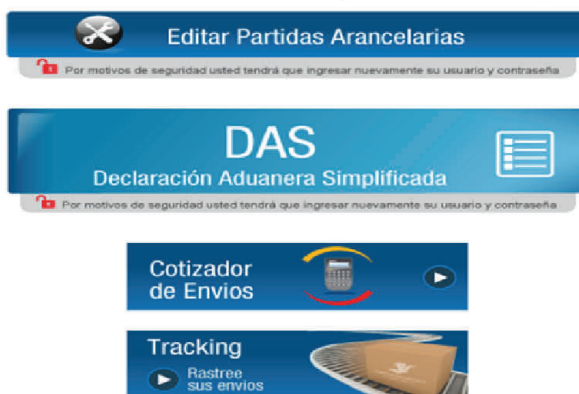 Editar Partidas Arancelarias
Por motivos de seguridad usted tendrá que ingresar nuevamente su usuario y contraseña
DAS
Declaración Aduanera Simplificada
Por motivos de seguridad usted tendrá que ingresar nuevamente su usuario y contraseña
Cotizador
de Envios
Tracking
Rastree
sus envios